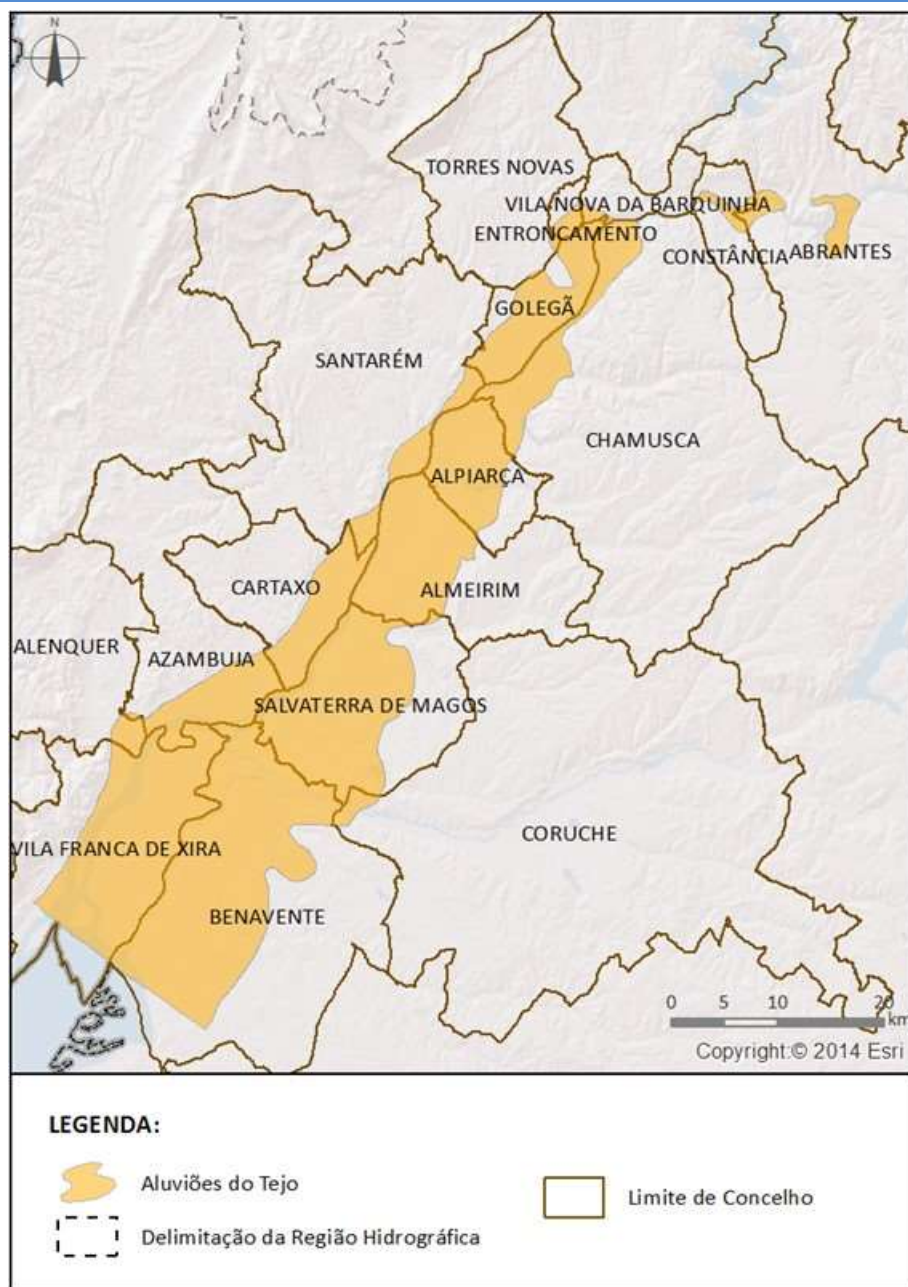 N
TORRES NOVAS
VILA NOVA DA BARQUINHA
ENTRONCAMENTO
CONSTÂNCIA
ABRANTES
GOLEGÃ
SANTARÉM
CHAMUSCA
ALPIARÇA
CARTAXO
ALMEIRIM
ALENQUER
AZAMBUJA
SALVATERRA DE MAGOS
CORUCHE
VILA FRANCA DE XIRA
BENAVENTE
0 5 10 20
km
Copyright:© 2014 Esri
LEGENDA:
Aluviões do Tejo
Limite de Concelho
Delimitação da Região Hidrográfica